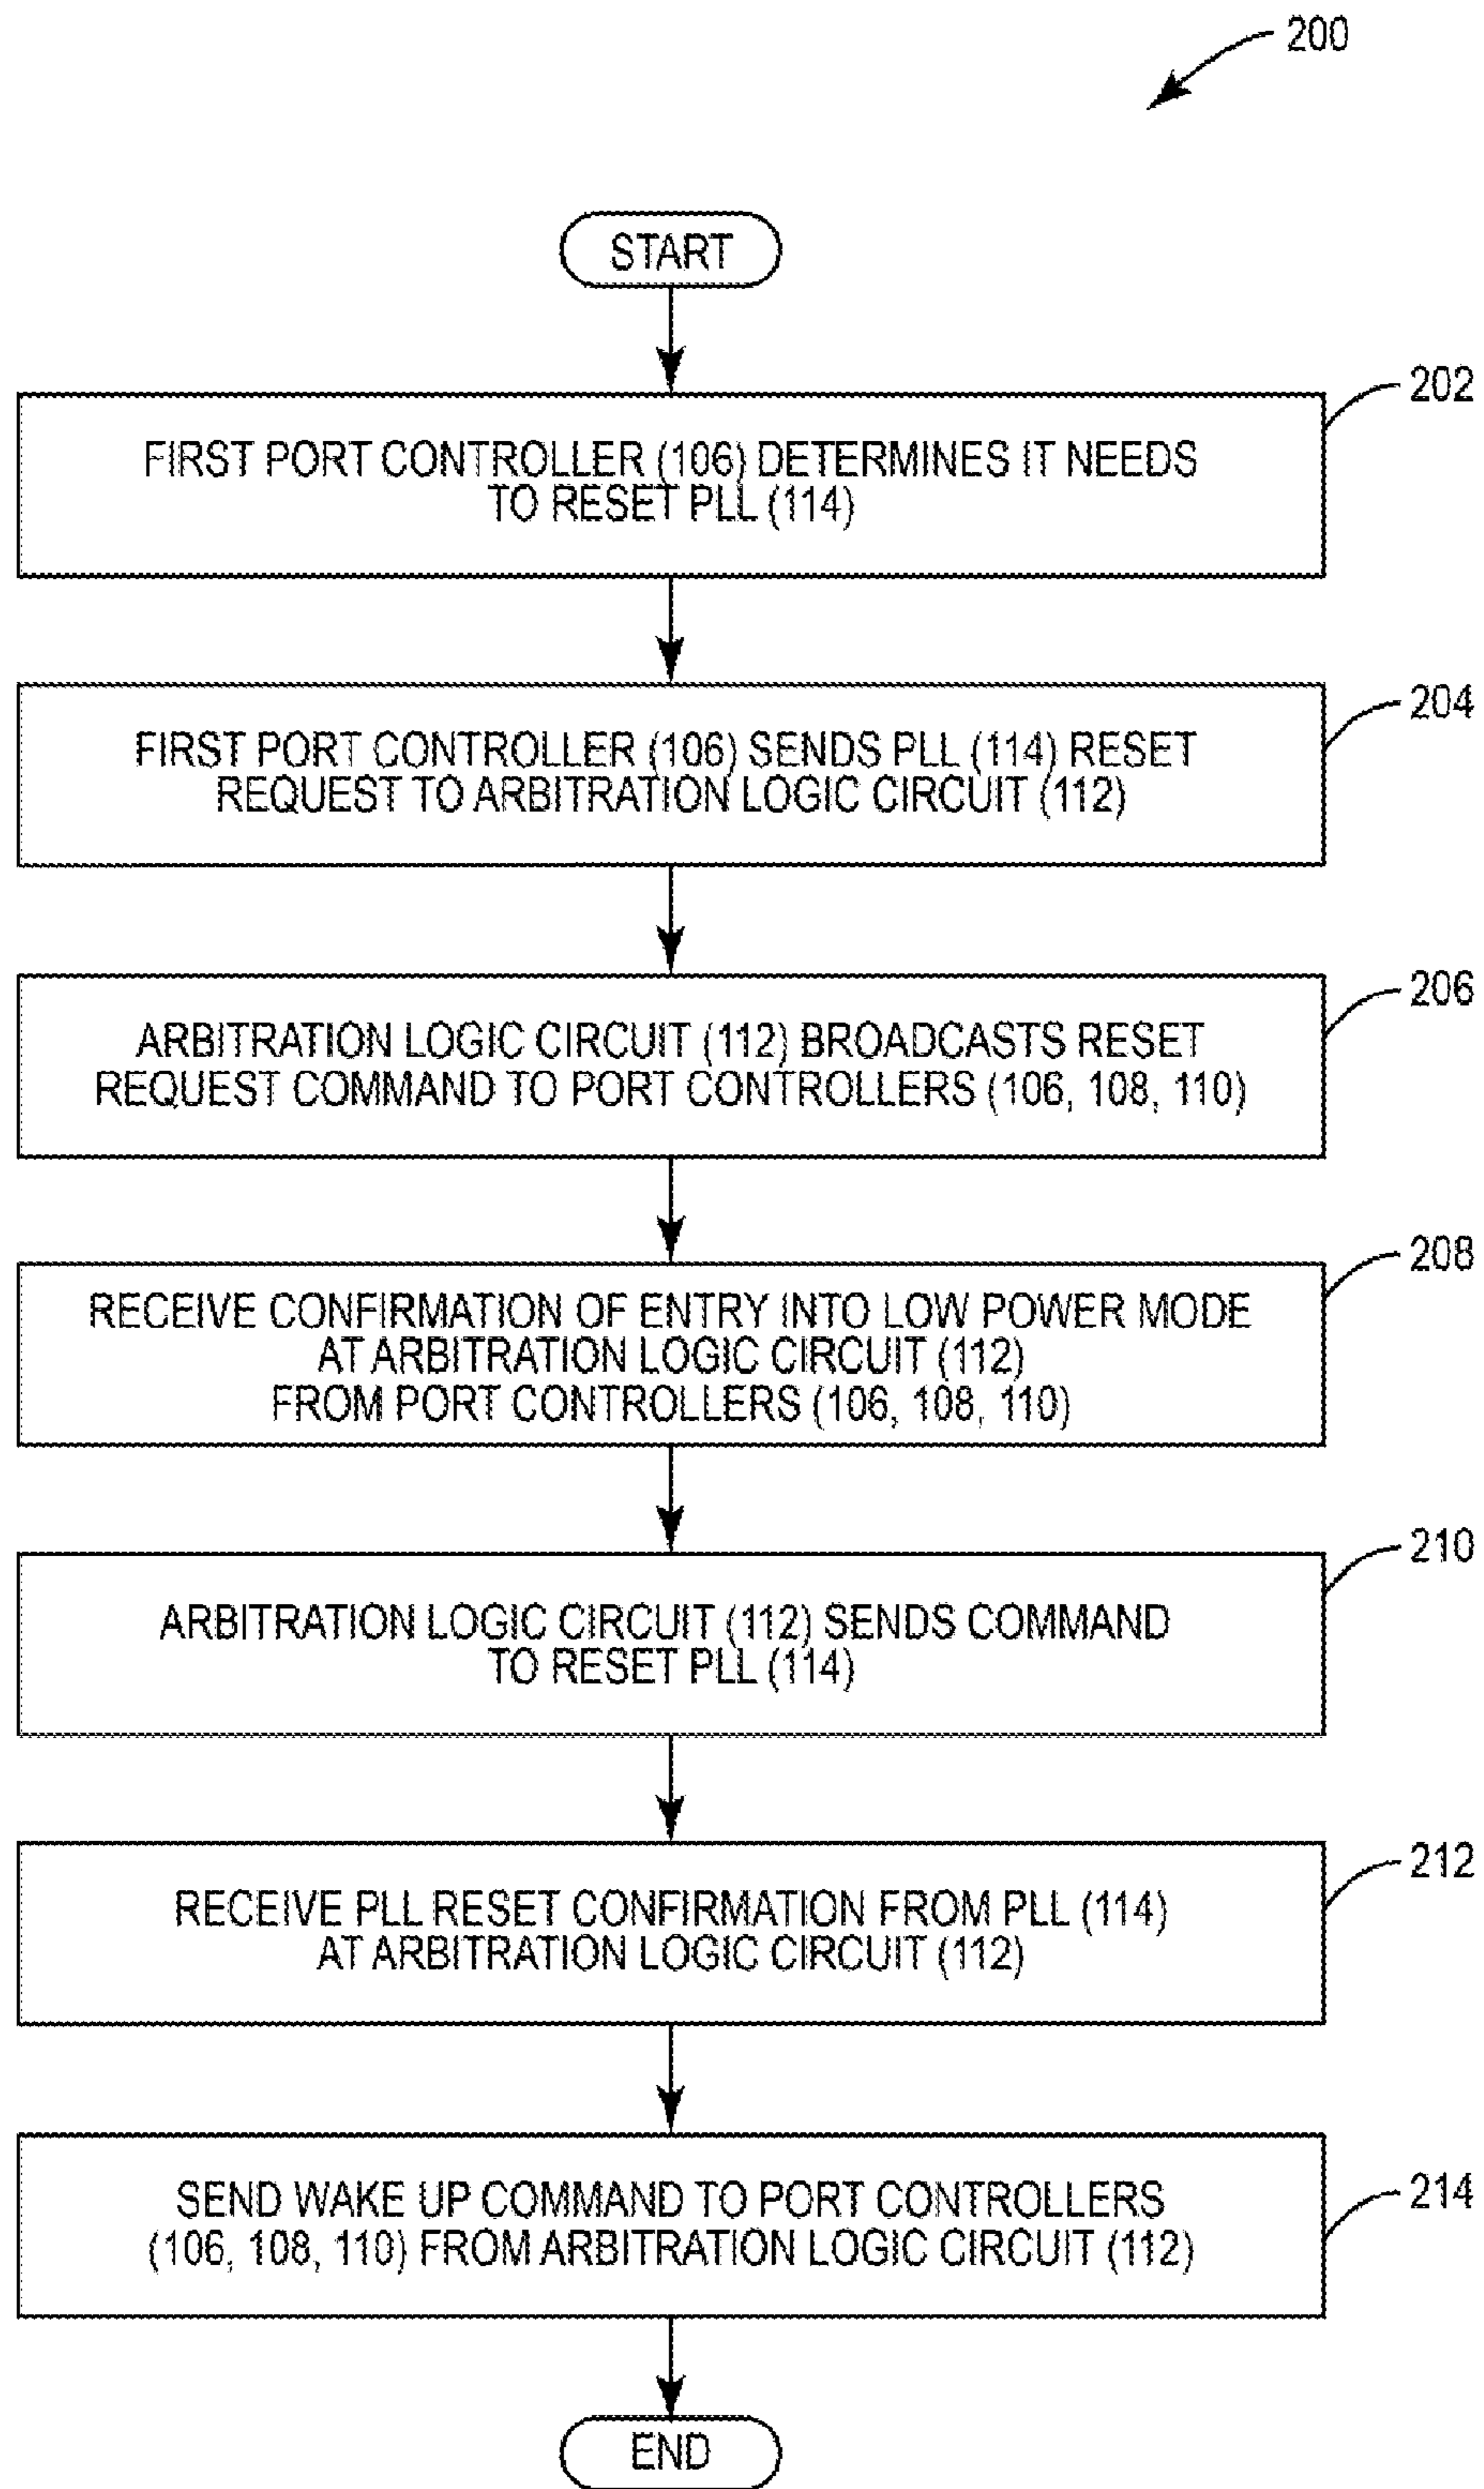 200
START
202
FIRST PORT CONTROLLER (106) DETERMINES IT NEEDS
TO RESET PLL (114)
204
FIRST PORT CONTROLLER (106) SENDS PLL (114) RESET
REQUEST TO ARBITRATION LOGIC CIRCUIT (112)
206
ARBITRATION LOGIC CIRCUIT (112) BROADCASTS RESET
REQUEST COMMAND TO PORT CONTROLLERS (106, 108, 110)
208
RECEIVE CONFIRMATION OF ENTRY INTO LOW POWER MODE
AT ARBITRATION LOGIC CIRCUIT (112)
FROM PORT CONTROLLERS (106, 108, 110)
210
ARBITRATION LOGIC CIRCUIT (112) SENDS COMMAND
TO RESET PLL (114)
212
RECEIVE PLL RESET CONFIRMATION FROM PLL (114)
AT ARBITRATION LOGIC CIRCUIT (112)
214
SEND WAKE UP COMMAND TO PORT CONTROLLERS
(106, 108, 110) FROM ARBITRATION LOGIC CIRCUIT (112)
END